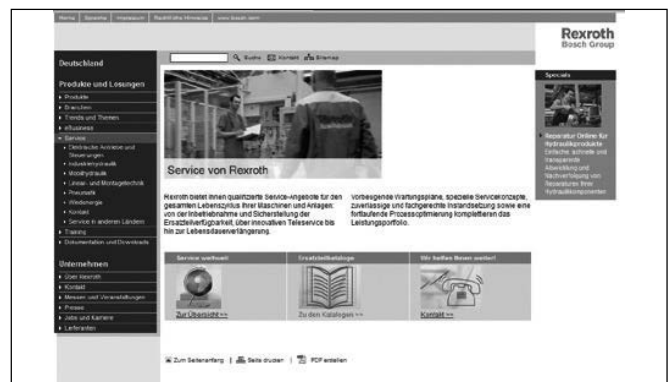 Home | Sprache | Impressum | Rechtliche Hinweise | www.bosch.com
Rexroth
Bosch Group
Suche Kontakt Sitemap
Deutschland
Produkte und Lösungen
Produkte
Branchen
Trends und Themen
eBusiness
Service
Elektrische Antriebe und
Steuerungen
Industriehydraulik
Mobilhydraulik
Linear- und Montagetechnik
Pneumatik
Windenergie
Kontakt
Service in anderen Ländern
Training
Dokumentation und Downloads
Unternehmen
Über Rexroth
Kontakt
Messen und Veranstaltungen
Presse
Jobs und Karriere
Lieferanten
Service von Rexroth
Rexroth bietet Ihnen qualifizierte Service-Angebote für den
gesamten Lebenszyklus Ihrer Maschinen und Anlagen:
von der Inbetriebnahme und Sicherstellung der
Ersatzteilverfügbarkeit, über innovativen Teleservice bis
hin zur Lebensdauerverlängerung.
Vorbeugende Wartungspläne, spezielle Servicekonzepte,
zuverlässige und fachgerechte Instandsetzung sowie eine
fortlaufende Prozessoptimierung komplettieren das
Leistungsportfolio.
Service weltweit
Zur Übersicht >>
Ersatzteilkataloge
Zu den Katalogen >>
Wir helfen Ihnen weiter!
Kontakt >>
Specials
Reparatur Online für
Hydraulikprodukte
Einfache, schnelle und
transparente
Abwicklung und
Nachverfolgung von
Reparaturen Ihrer
Hydraulikkomponenten
Zum Seitenanfang | Seite drucken | PDF erstellen